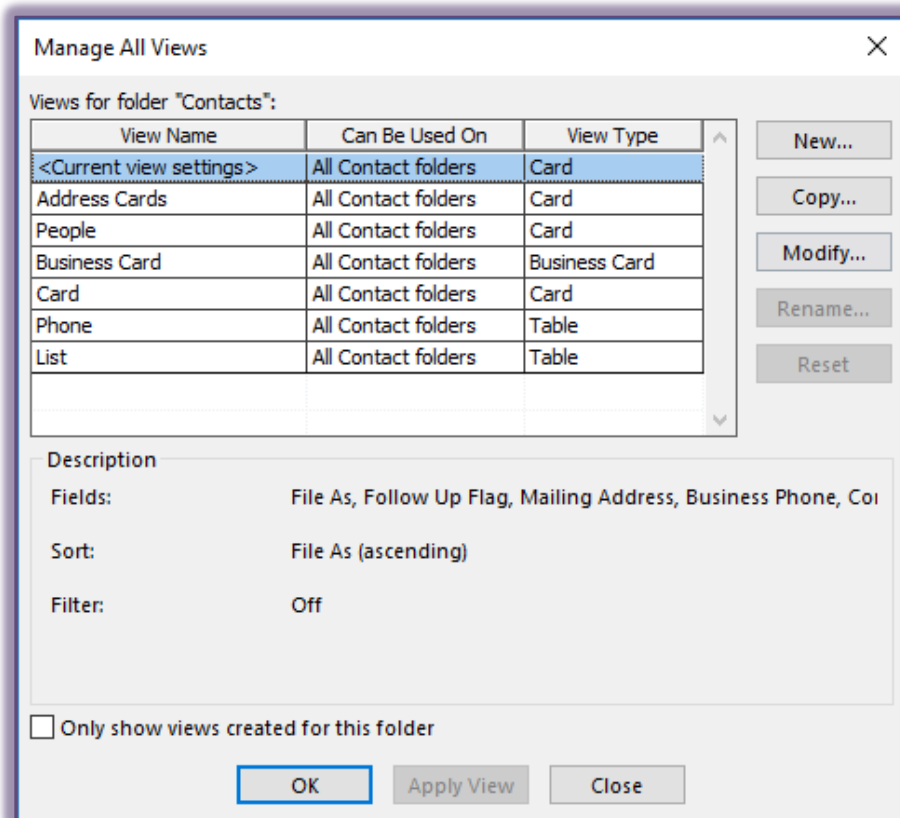 Manage All Views
Views for folder "Contacts":
View Name Can Be Used On View Type
<Current view settings> All Contact folders Card
Address Cards All Contact folders Card
People All Contact folders Card
Business Card All Contact folders Business Card
Card All Contact folders Card
Phone All Contact folders Table
List All Contact folders Table
New...
Copy...
Modify...
Rename...
Reset
Description
Fields: File As, Follow Up Flag, Mailing Address, Business Phone,
Sort: File As (ascending)
Filter: Off
Only show views created for this folder
OK Apply View Close